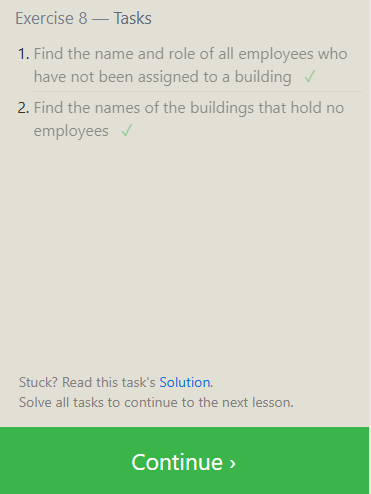 Exercise 8 — Tasks
1. Find the name and role of all employees who
have not been assigned to a building ✓
2. Find the names of the buildings that hold no
employees ✓
Stuck? Read this task's Solution.
Solve all tasks to continue to the next lesson.
Continue ›